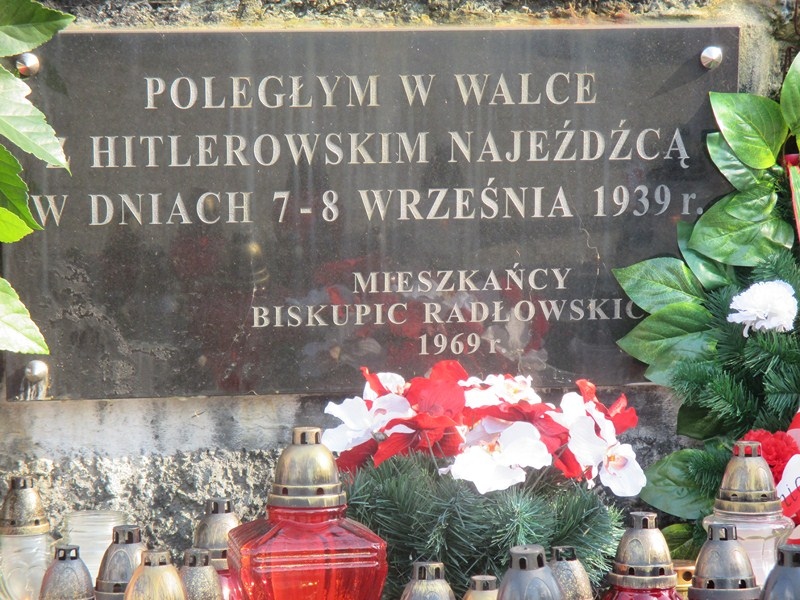 POLEGŁYM W WALCE
Z HITLEROWSKIM NAJEŹDŹCĄ
W DNIACH 7-8 WRZEŚNIA 1939 r.
MIESZKAŃCY
BISKUPIC RADŁOWSKIC
1969 r